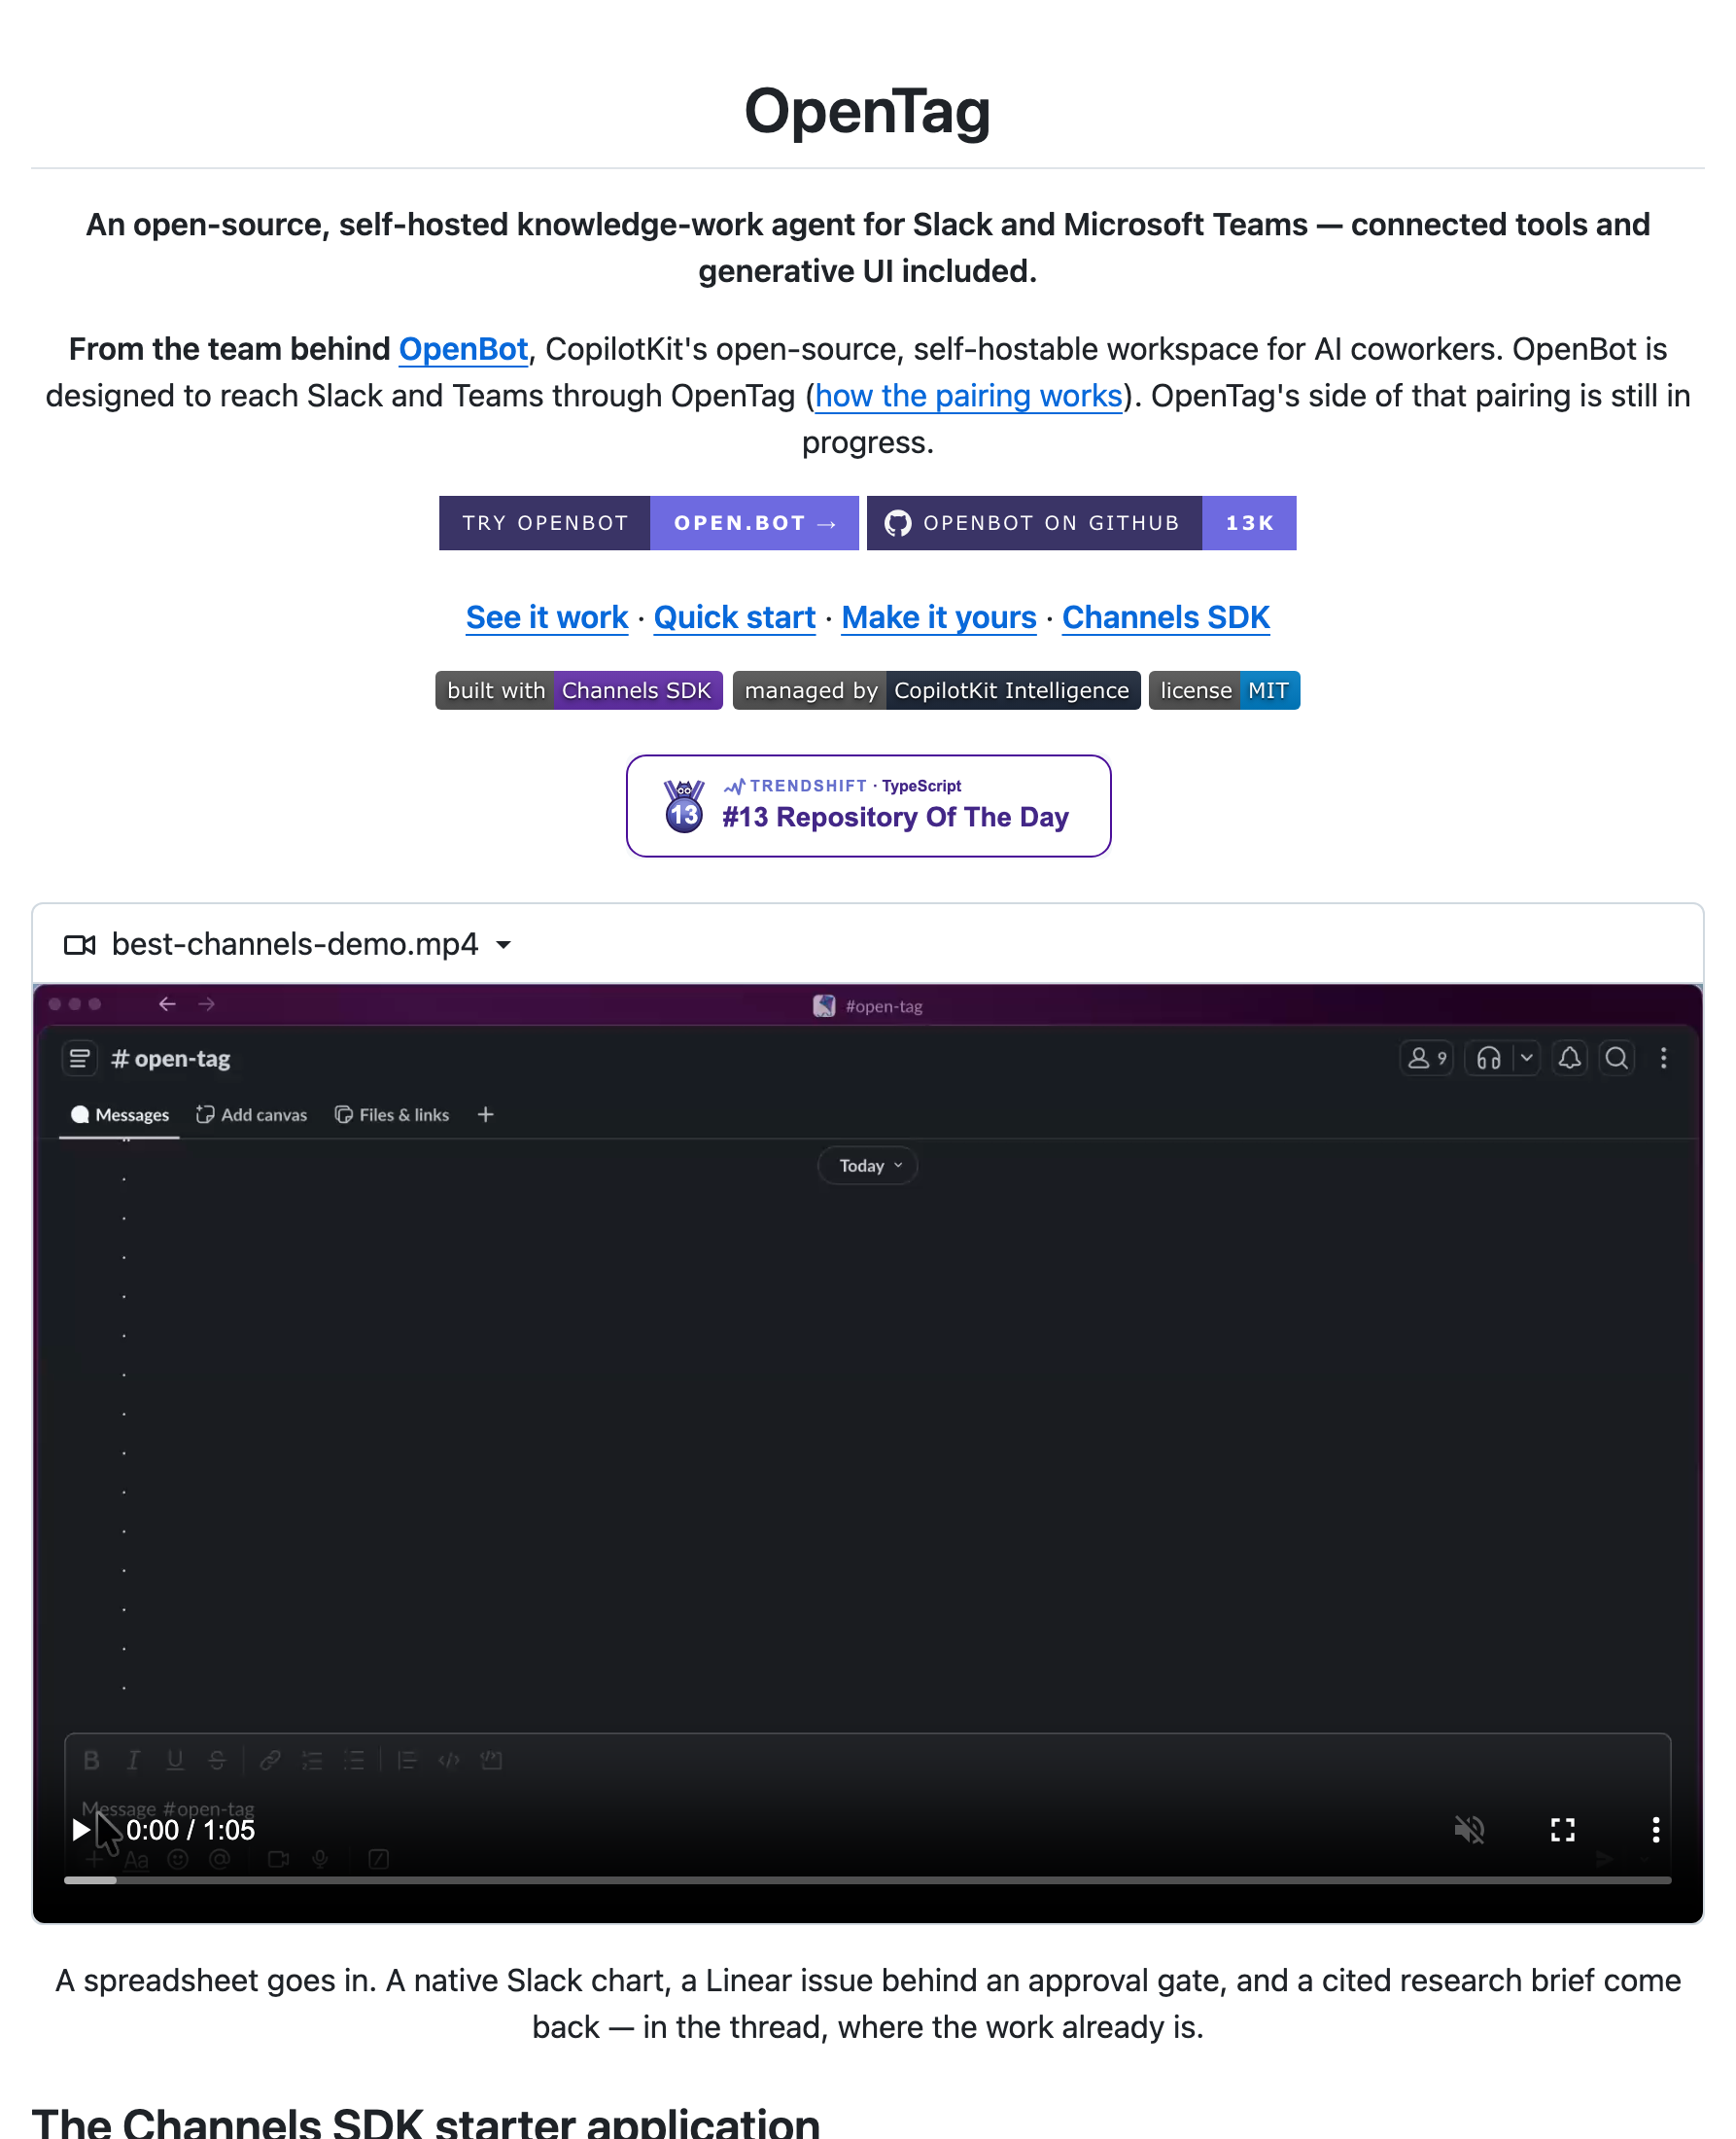 OpenTag
An open-source, self-hosted knowledge-work agent for Slack and Microsoft Teams — connected tools and
generative UI included.
From the team behind OpenBot, CopilotKit's open-source, self-hostable workspace for AI coworkers. OpenBot is
designed to reach Slack and Teams through OpenTag (how the pairing works). OpenTag's side of that pairing is still in
progress.
TRY OPENBOT OPEN.BOT → OPENBOT ON GITHUB 13K
See it work · Quick start · Make it yours · Channels SDK
built with Channels SDK managed by CopilotKit Intelligence license MIT
13 TRENDSHIFT · TypeScript
#13 Repository Of The Day
best-channels-demo.mp4
#open-tag
# open-tag 9
Messages Add canvas Files & links +
Today
B I U S
Message #open-tag
0:00 / 1:05
Aa
A spreadsheet goes in. A native Slack chart, a Linear issue behind an approval gate, and a cited research brief come
back — in the thread, where the work already is.
The Channels SDK starter application